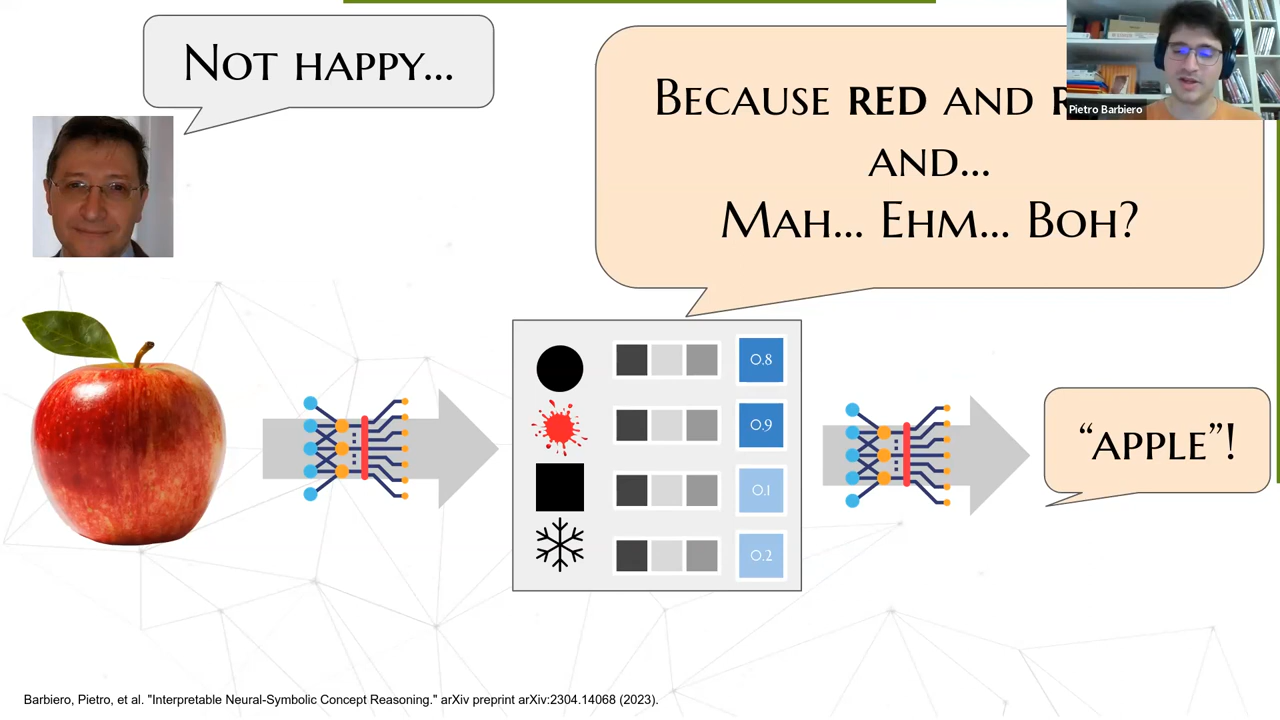 Not happy...
Because red and
and...
Mah... Ehm... Boh?
Pietro Barbiero
0.8
0.9
0.1
0.2
“apple”!
Barbiero, Pietro, et al. "Interpretable Neural-Symbolic Concept Reasoning." arXiv preprint arXiv:2304.14068 (2023).